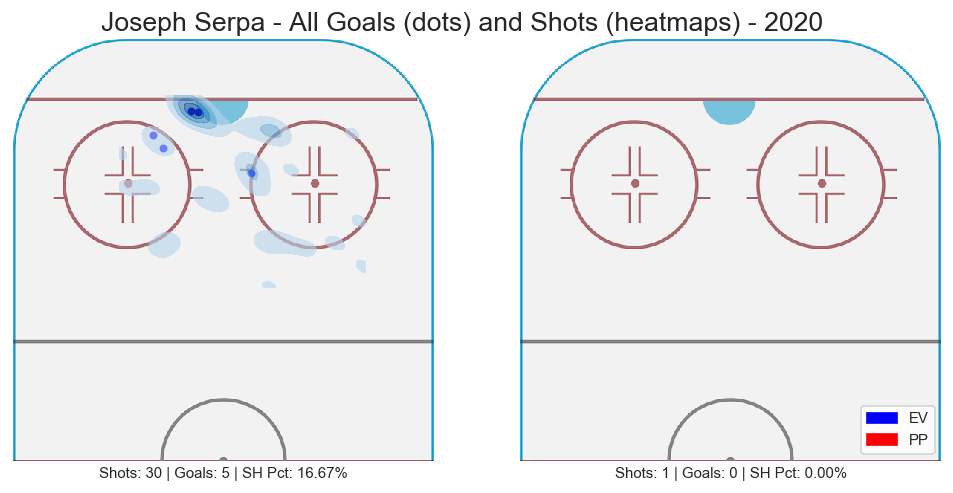 Joseph Serpa - All Goals (dots) and Shots (heatmaps) - 2020
EV
PP
Shots: 30 | Goals: 5 | SH Pct: 16.67%
Shots: 1 | Goals: 0 | SH Pct: 0.00%